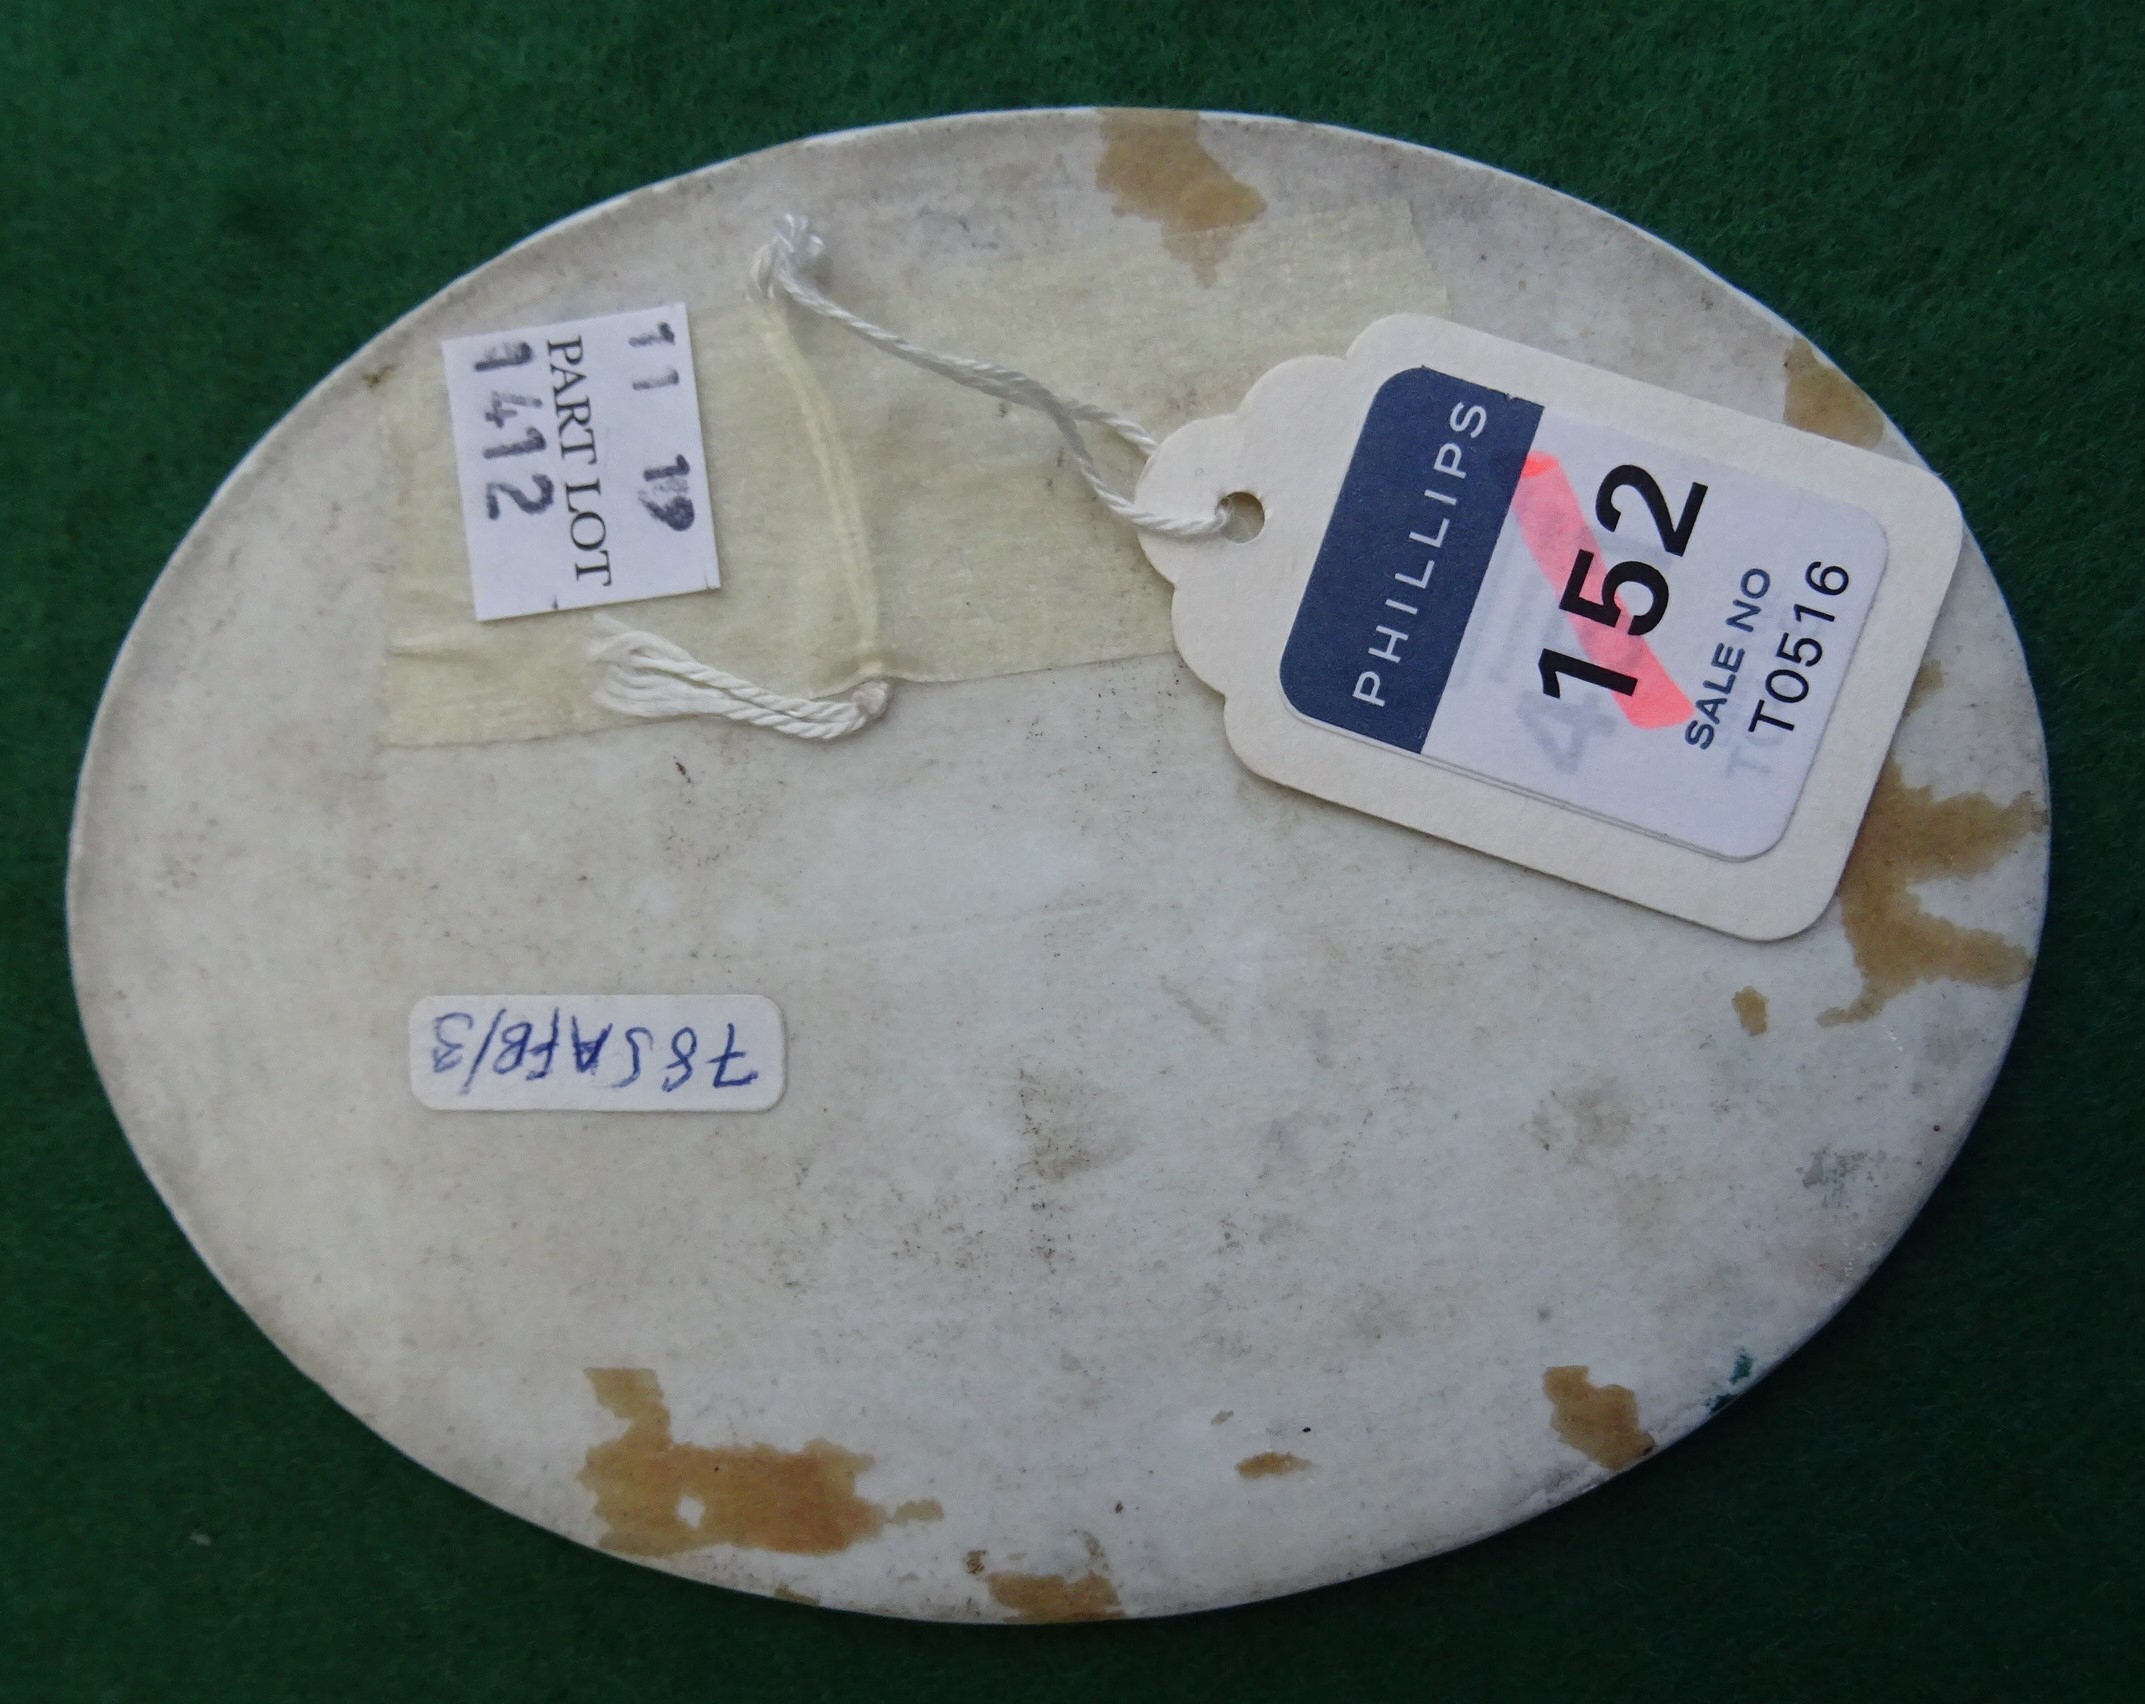 11 19
PART LOT
1412
PHILLIPS
152
SALE NO
T0516
78SAFB/3